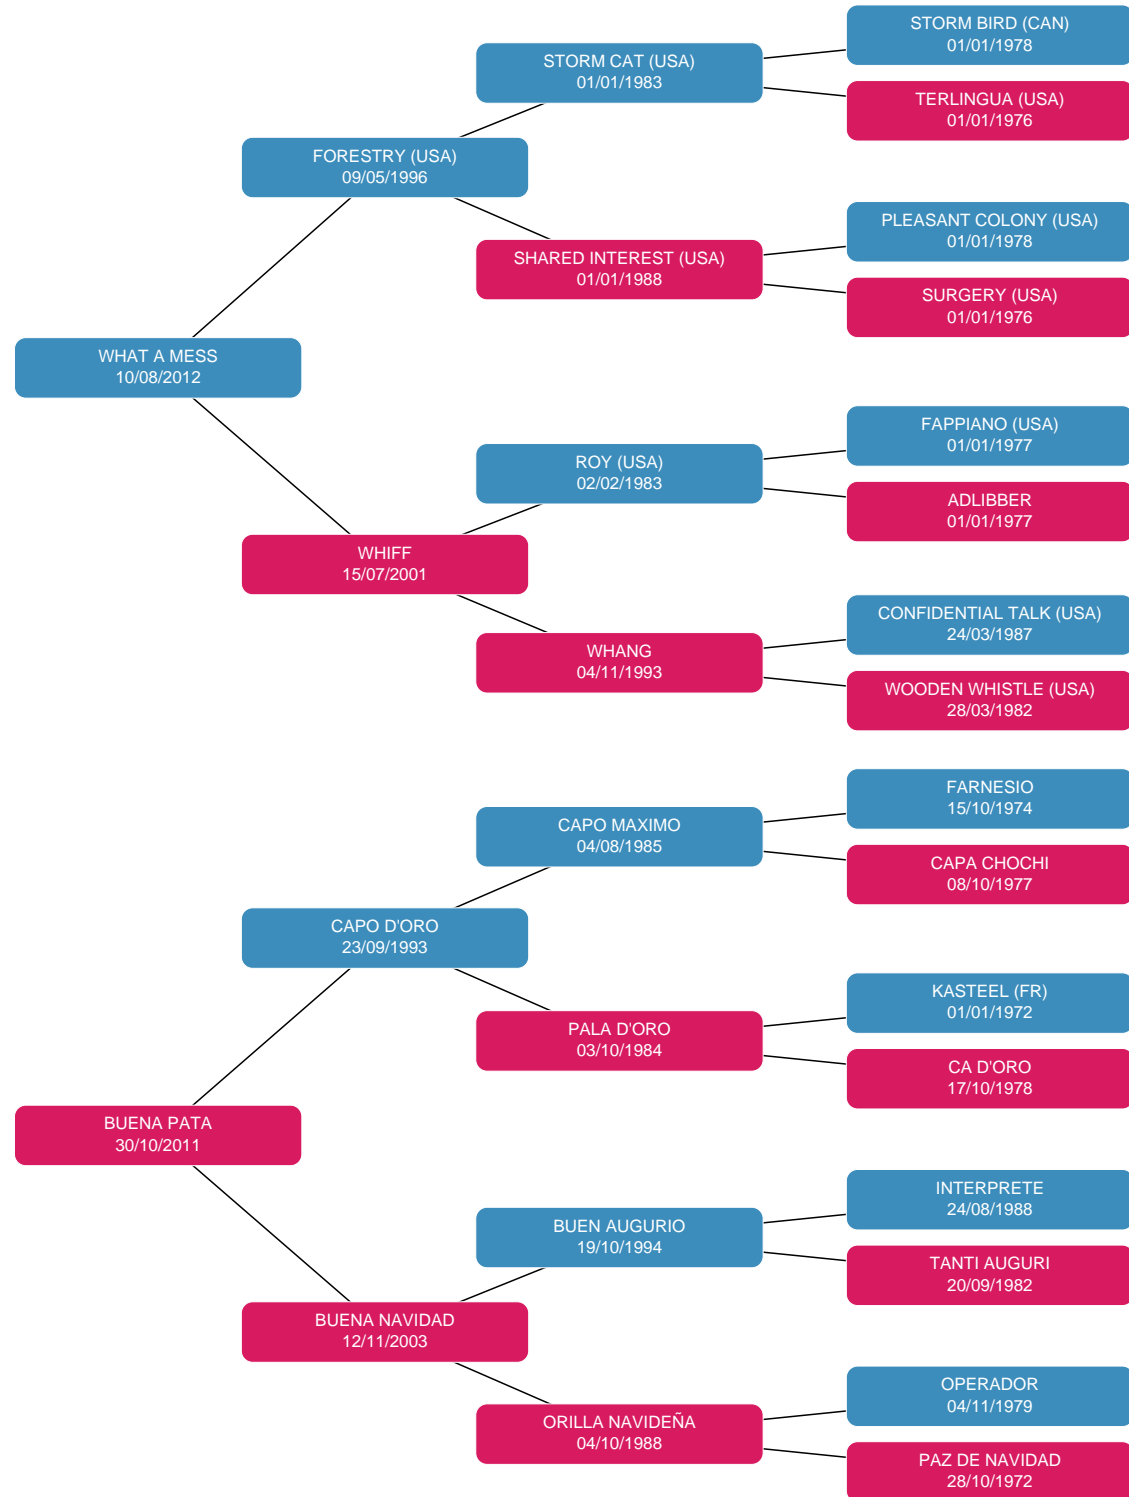 STORM BIRD (CAN)
01/01/1978
STORM CAT (USA)
01/01/1983
TERLINGUA (USA)
01/01/1976
FORESTRY (USA)
09/05/1996
PLEASANT COLONY (USA)
01/01/1978
SHARED INTEREST (USA)
01/01/1988
SURGERY (USA)
01/01/1976
WHAT A MESS
10/08/2012
FAPPIANO (USA)
01/01/1977
ROY (USA)
02/02/1983
ADLIBBER
01/01/1977
WHIFF
15/07/2001
CONFIDENTIAL TALK (USA)
24/03/1987
WHANG
04/11/1993
WOODEN WHISTLE (USA)
28/03/1982
FARNESIO
15/10/1974
CAPO MAXIMO
04/08/1985
CAPA CHOCHI
08/10/1977
CAPO D'ORO
23/09/1993
KASTEEL (FR)
01/01/1972
PALA D'ORO
03/10/1984
CA D'ORO
17/10/1978
BUENA PATA
30/10/2011
INTERPRETE
24/08/1988
BUEN AUGURIO
19/10/1994
TANTI AUGURI
20/09/1982
BUENA NAVIDAD
12/11/2003
OPERADOR
04/11/1979
ORILLA NAVIDEÑA
04/10/1988
PAZ DE NAVIDAD
28/10/1972